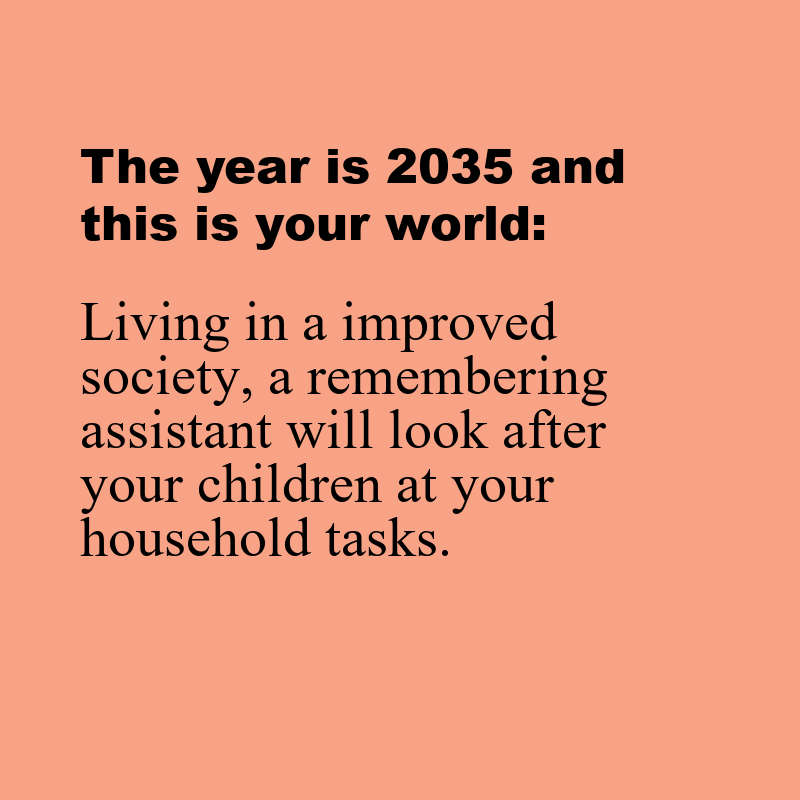 The year is 2035 and
this is your world:
Living in a improved
society, a remembering
assistant will look after
your children at your
household tasks.